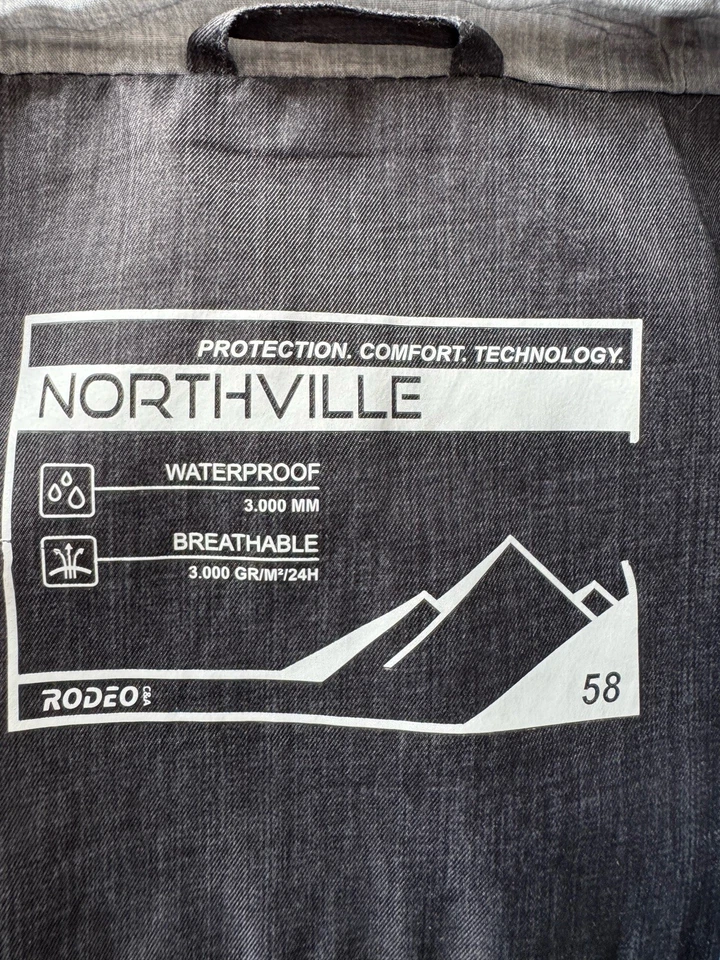 PROTECTION. COMFORT. TECHNOLOGY.
NORTHVILLE
WATERPROOF
3.000 MM
BREATHABLE
3.000 GR/M²/24H
RODEO C&A
58